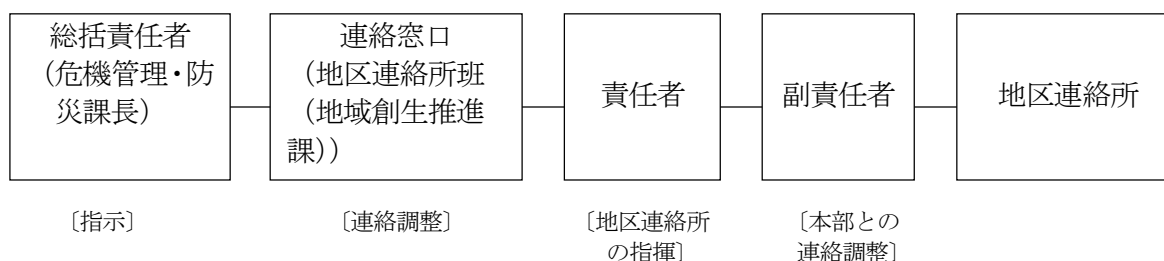 総括責任者
（危機管理・防
災課長）
連絡窓口
（地区連絡所班
（地域創生推進
課））
責任者
副責任者
地区連絡所
〔指示〕
〔連絡調整〕
〔地区連絡所
の指揮〕
〔本部との
連絡調整〕